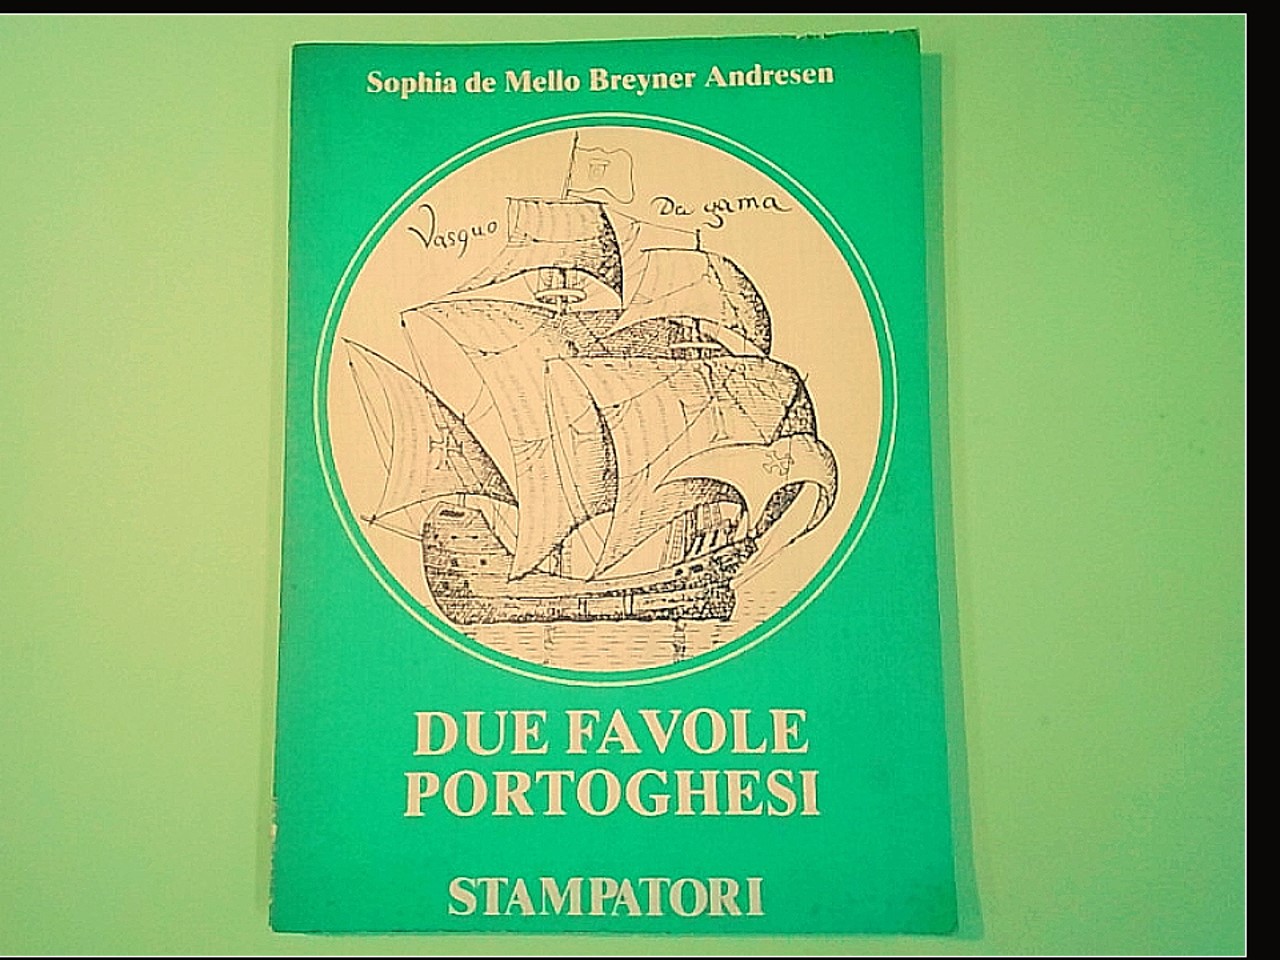 Sophia de Mello Breyner Andresen
Vasquo Da gama
DUE FAVOLE
PORTOGHESI
STAMPATORI